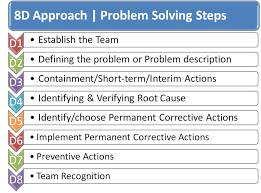 8D Approach | Problem Solving Steps
D1 • Establish the Team
D2 • Defining the problem or Problem description
D3 • Containment/Short-term/Interim Actions
D4 • Identifying & Verifying Root Cause
D5 • Identify/choose Permanent Corrective Actions
D6 • Implement Permanent Corrective Actions
D7 • Preventive Actions
D8 • Team Recognition